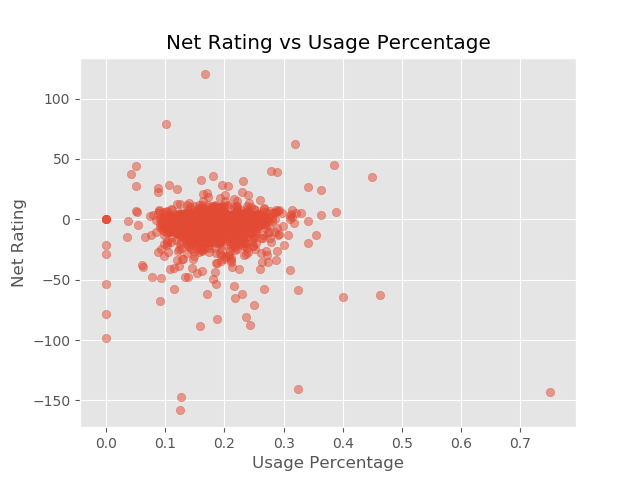 Net Rating vs Usage Percentage
100
50
0
−50
−100
−150
Net Rating
0.0 0.1 0.2 0.3 0.4 0.5 0.6 0.7
Usage Percentage